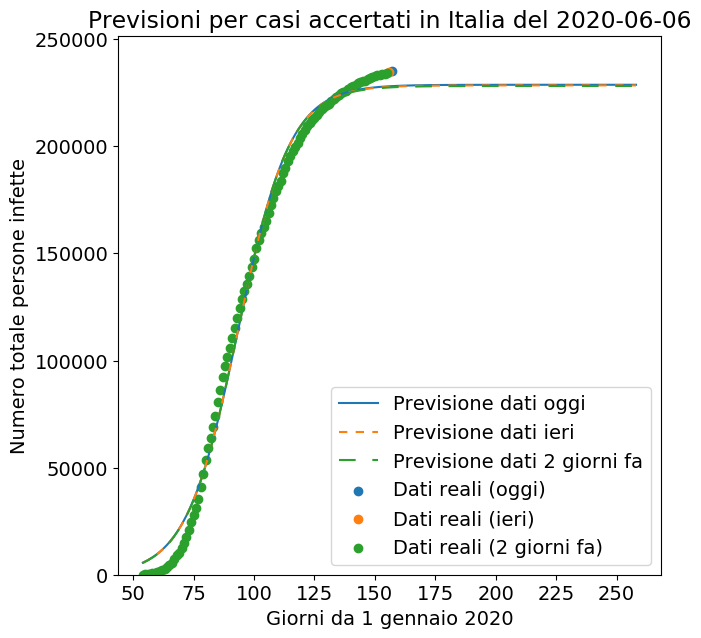 Previsioni per casi accertati in Italia del 2020-06-06
Numero totale persone infette
250000
200000
150000
100000
50000
0
50
75
100
125
150
175
200
225
250
Giorni da 1 gennaio 2020
Previsione dati oggi
Previsione dati ieri
Previsione dati 2 giorni fa
Dati reali (oggi)
Dati reali (ieri)
Dati reali (2 giorni fa)